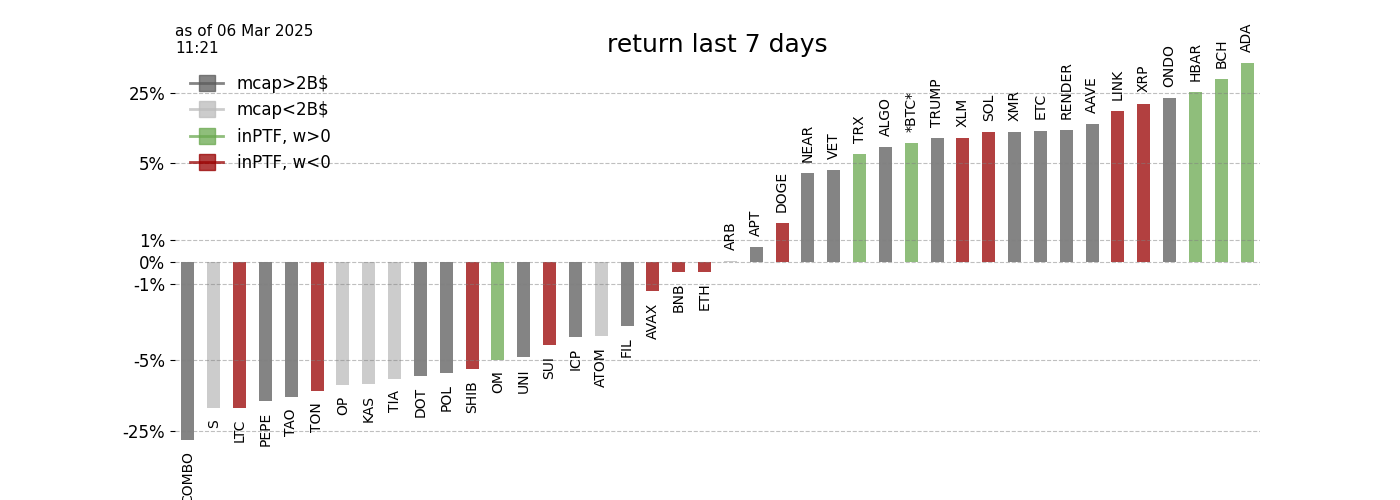 as of 06 Mar 2025
11:21
return last 7 days
mcap>2B$
mcap<2B$
inPTF, w>0
inPTF, w<0
25%
5%
1%
0%
-1%
-5%
-25%
COMBO
S
LTC
PEPE
TAO
TON
OP
KAS
TIA
DOT
POL
SHIB
OM
UNI
SUI
ICP
ATOM
FIL
AVAX
BNB
ETH
ARB
APT
DOGE
NEAR
VET
TRX
ALGO
*BTC*
TRUMP
XLM
SOL
XMR
ETC
RENDER
AAVE
LINK
XRP
ONDO
HBAR
BCH
ADA